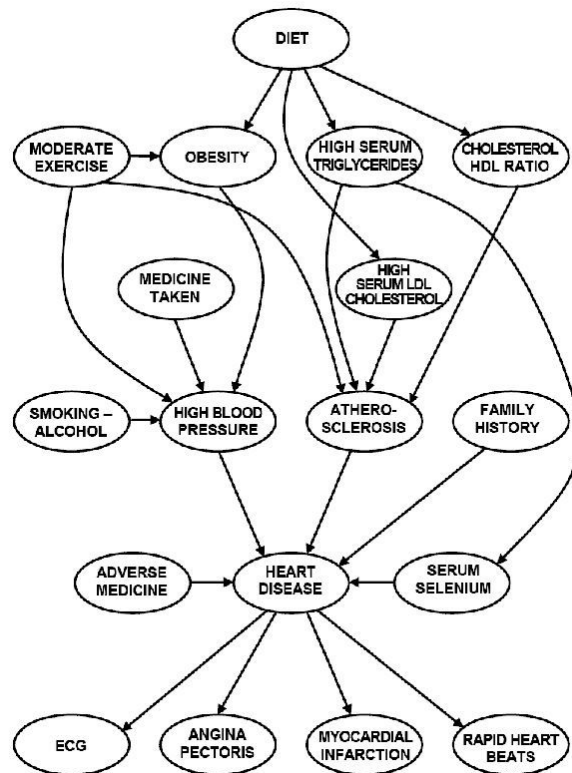 DIET
MODERATE
EXERCISE
OBESITY
HIGH SERUM
TRIGLYCERIDES
CHOLESTEROL
HDL RATIO
MEDICINE
TAKEN
HIGH
SERUM LDL
CHOLESTEROL
SMOKING –
ALCOHOL
HIGH BLOOD
PRESSURE
ATHERO-
SCLEROSIS
FAMILY
HISTORY
ADVERSE
MEDICINE
HEART
DISEASE
SERUM
SELENIUM
ECG
ANGINA
PECTORIS
MYOCARDIAL
INFARCTION
RAPID HEART
BEATS